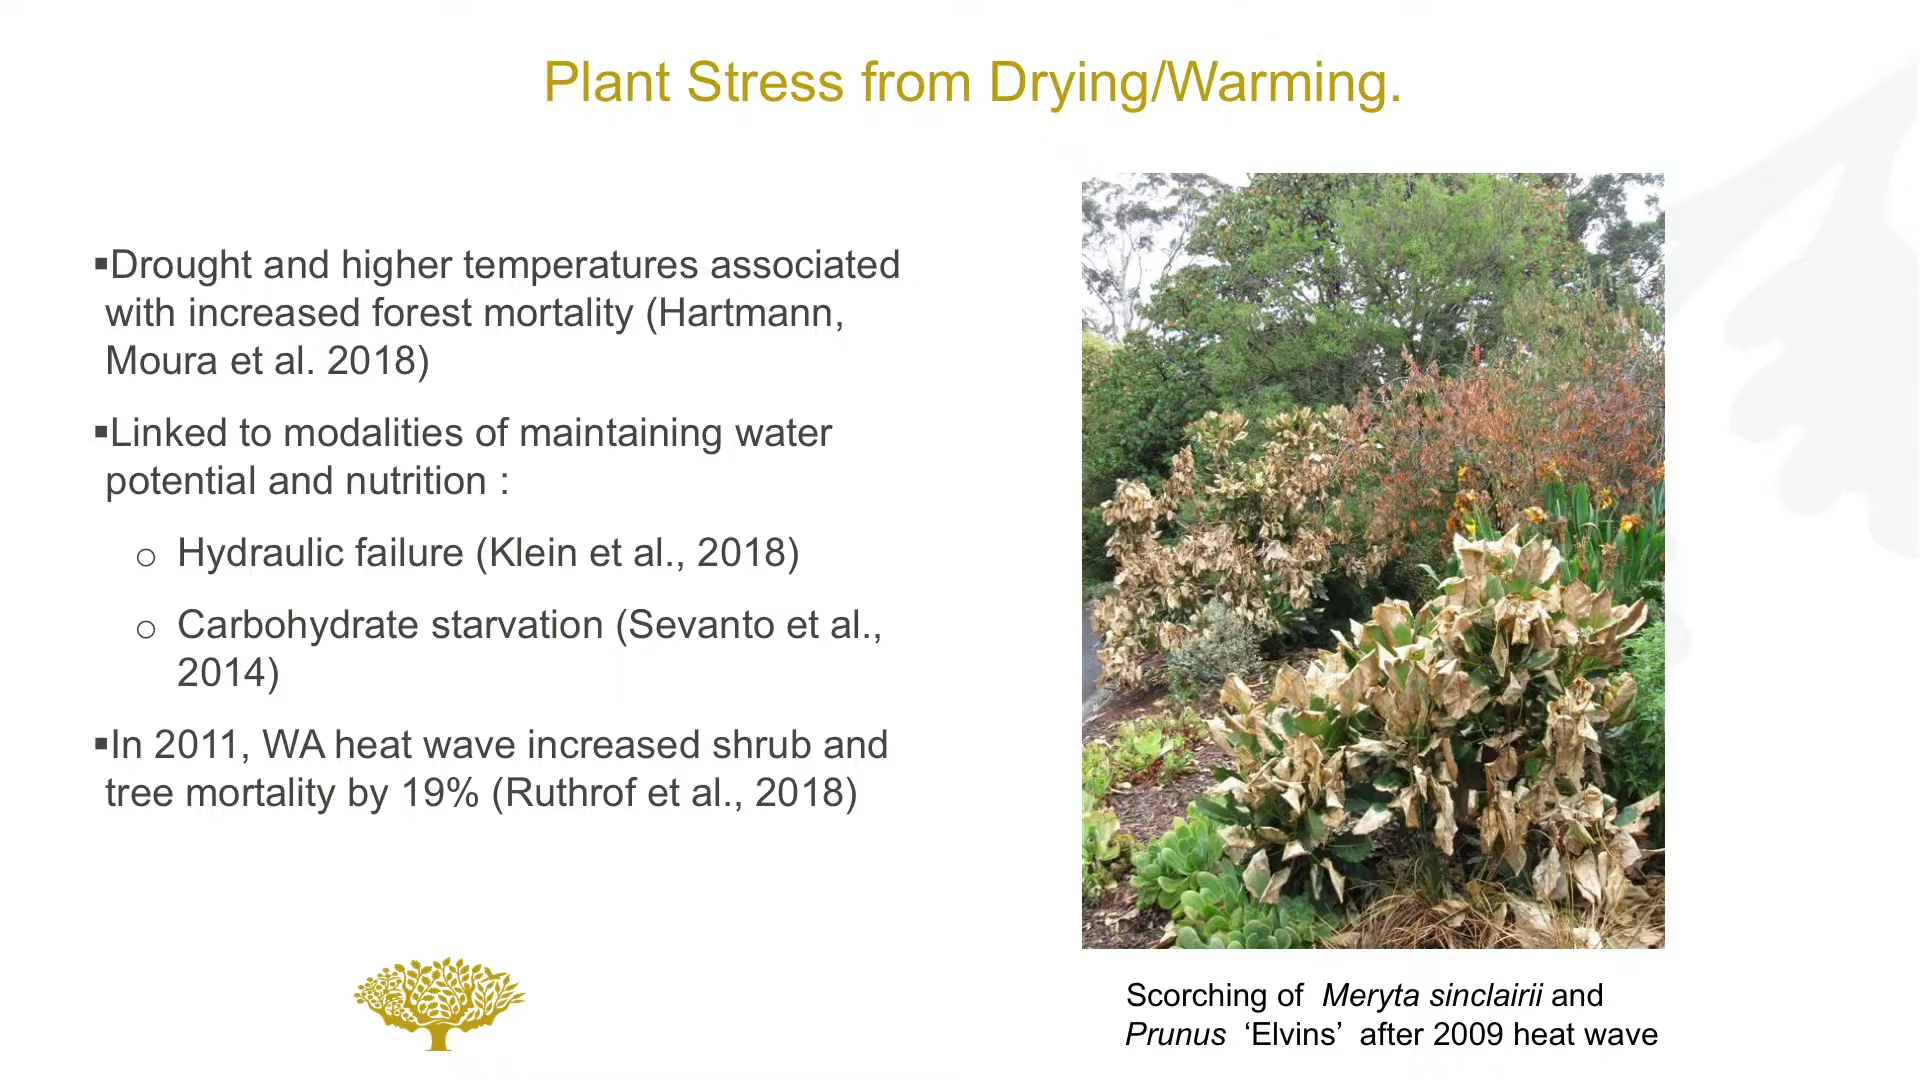 Plant Stress from Drying/Warming.
▪Drought and higher temperatures associated
with increased forest mortality (Hartmann,
Moura et al. 2018)
▪Linked to modalities of maintaining water
potential and nutrition :
o Hydraulic failure (Klein et al., 2018)
o Carbohydrate starvation (Sevanto et al.,
2014)
▪In 2011, WA heat wave increased shrub and
tree mortality by 19% (Ruthrof et al., 2018)
Scorching of Meryta sinclairii and
Prunus ‘Elvins’ after 2009 heat wave